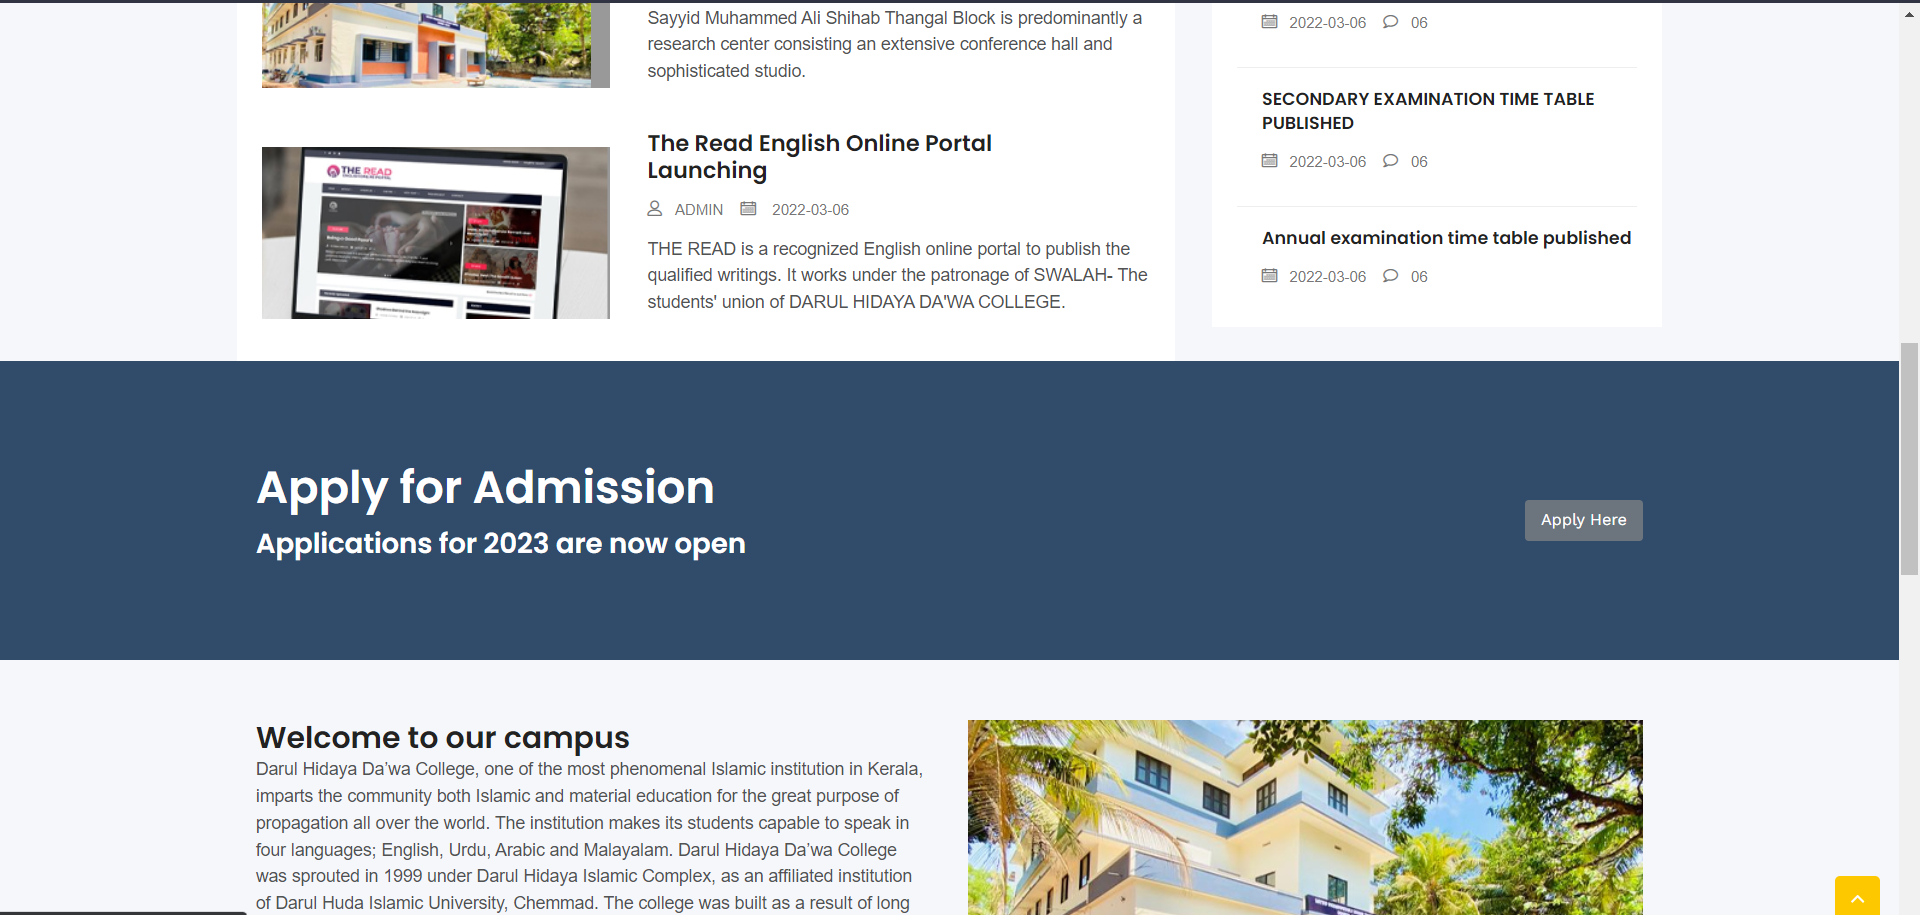 Sayyid Muhammed Ali Shihab Thangal Block is predominantly a
research center consisting an extensive conference hall and
sophisticated studio.
THE READ
The Read English Online Portal
Launching
ADMIN 2022-03-06
THE READ is a recognized English online portal to publish the
qualified writings. It works under the patronage of SWALAH- The
students' union of DARUL HIDAYA DA'WA COLLEGE.
2022-03-06 06
SECONDARY EXAMINATION TIME TABLE
PUBLISHED
2022-03-06 06
Annual examination time table published
2022-03-06 06
Apply for Admission
Applications for 2023 are now open
Apply Here
Welcome to our campus
Darul Hidaya Da’wa College, one of the most phenomenal Islamic institution in Kerala,
imparts the community both Islamic and material education for the great purpose of
propagation all over the world. The institution makes its students capable to speak in
four languages; English, Urdu, Arabic and Malayalam. Darul Hidaya Da’wa College
was sprouted in 1999 under Darul Hidaya Islamic Complex, as an affiliated institution
of Darul Huda Islamic University, Chemmad. The college was built as a result of long